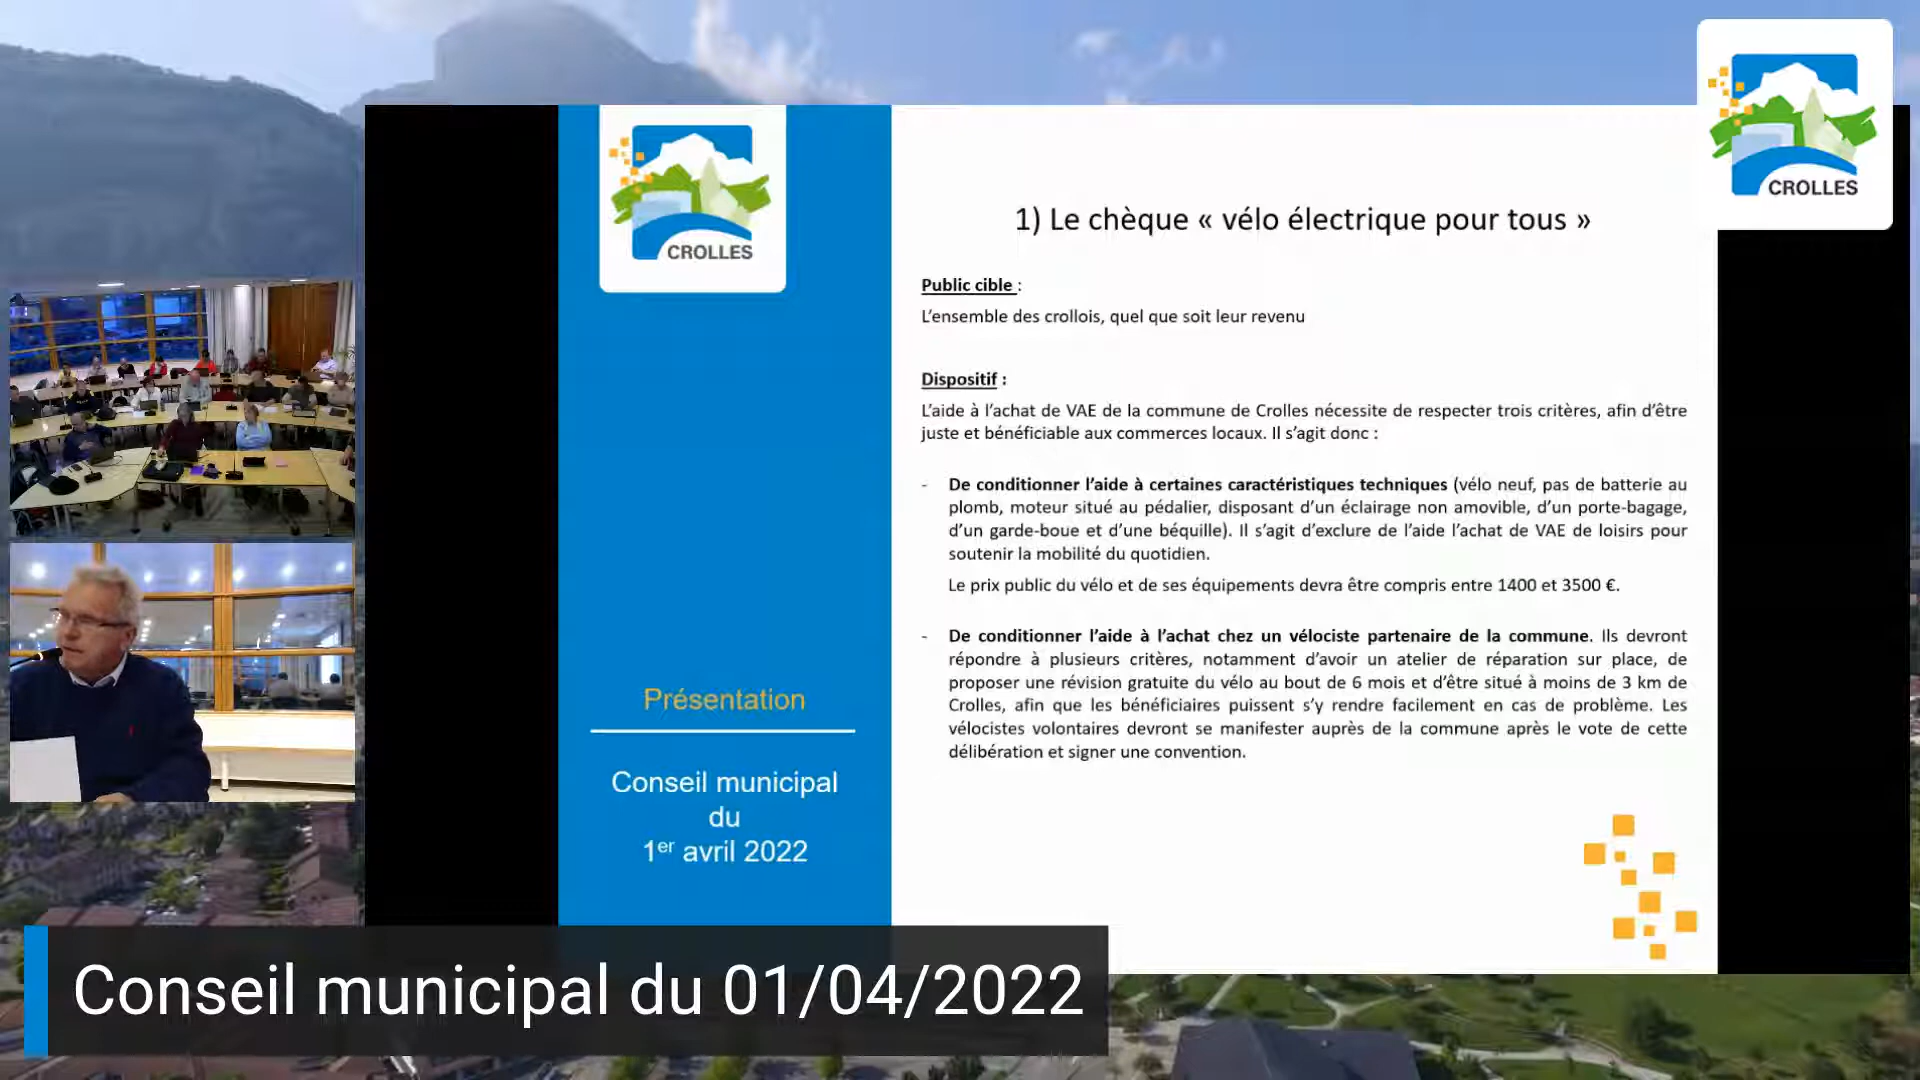 CROLLES
CROLLES
1) Le chèque « vélo électrique pour tous »
Public cible :
L'ensemble des crollois, quel que soit leur revenu
Dispositif :
L'aide à l'achat de VAE de la commune de Crolles nécessite de respecter trois critères, afin d'être
juste et bénéficiable aux commerces locaux. Il s'agit donc :
- De conditionner l'aide à certaines caractéristiques techniques (vélo neuf, pas de batterie au
plomb, moteur situé au pédalier, disposant d'un éclairage non amovible, d'un porte-bagage,
d'un garde-boue et d'une béquille). Il s'agit d'exclure de l'aide l'achat de VAE de loisirs pour
soutenir la mobilité du quotidien.
Le prix public du vélo et de ses équipements devra être compris entre 1400 et 3500 €.
- De conditionner l'aide à l'achat chez un vélociste partenaire de la commune. Ils devront
répondre à plusieurs critères, notamment d'avoir un atelier de réparation sur place, de
proposer une révision gratuite du vélo au bout de 6 mois et d'être situé à moins de 3 km de
Crolles, afin que les bénéficiaires puissent s'y rendre facilement en cas de problème. Les
vélocistes volontaires devront se manifester auprès de la commune après le vote de cette
délibération et signer une convention.
Présentation
Conseil municipal
du
1er avril 2022
Conseil municipal du 01/04/2022